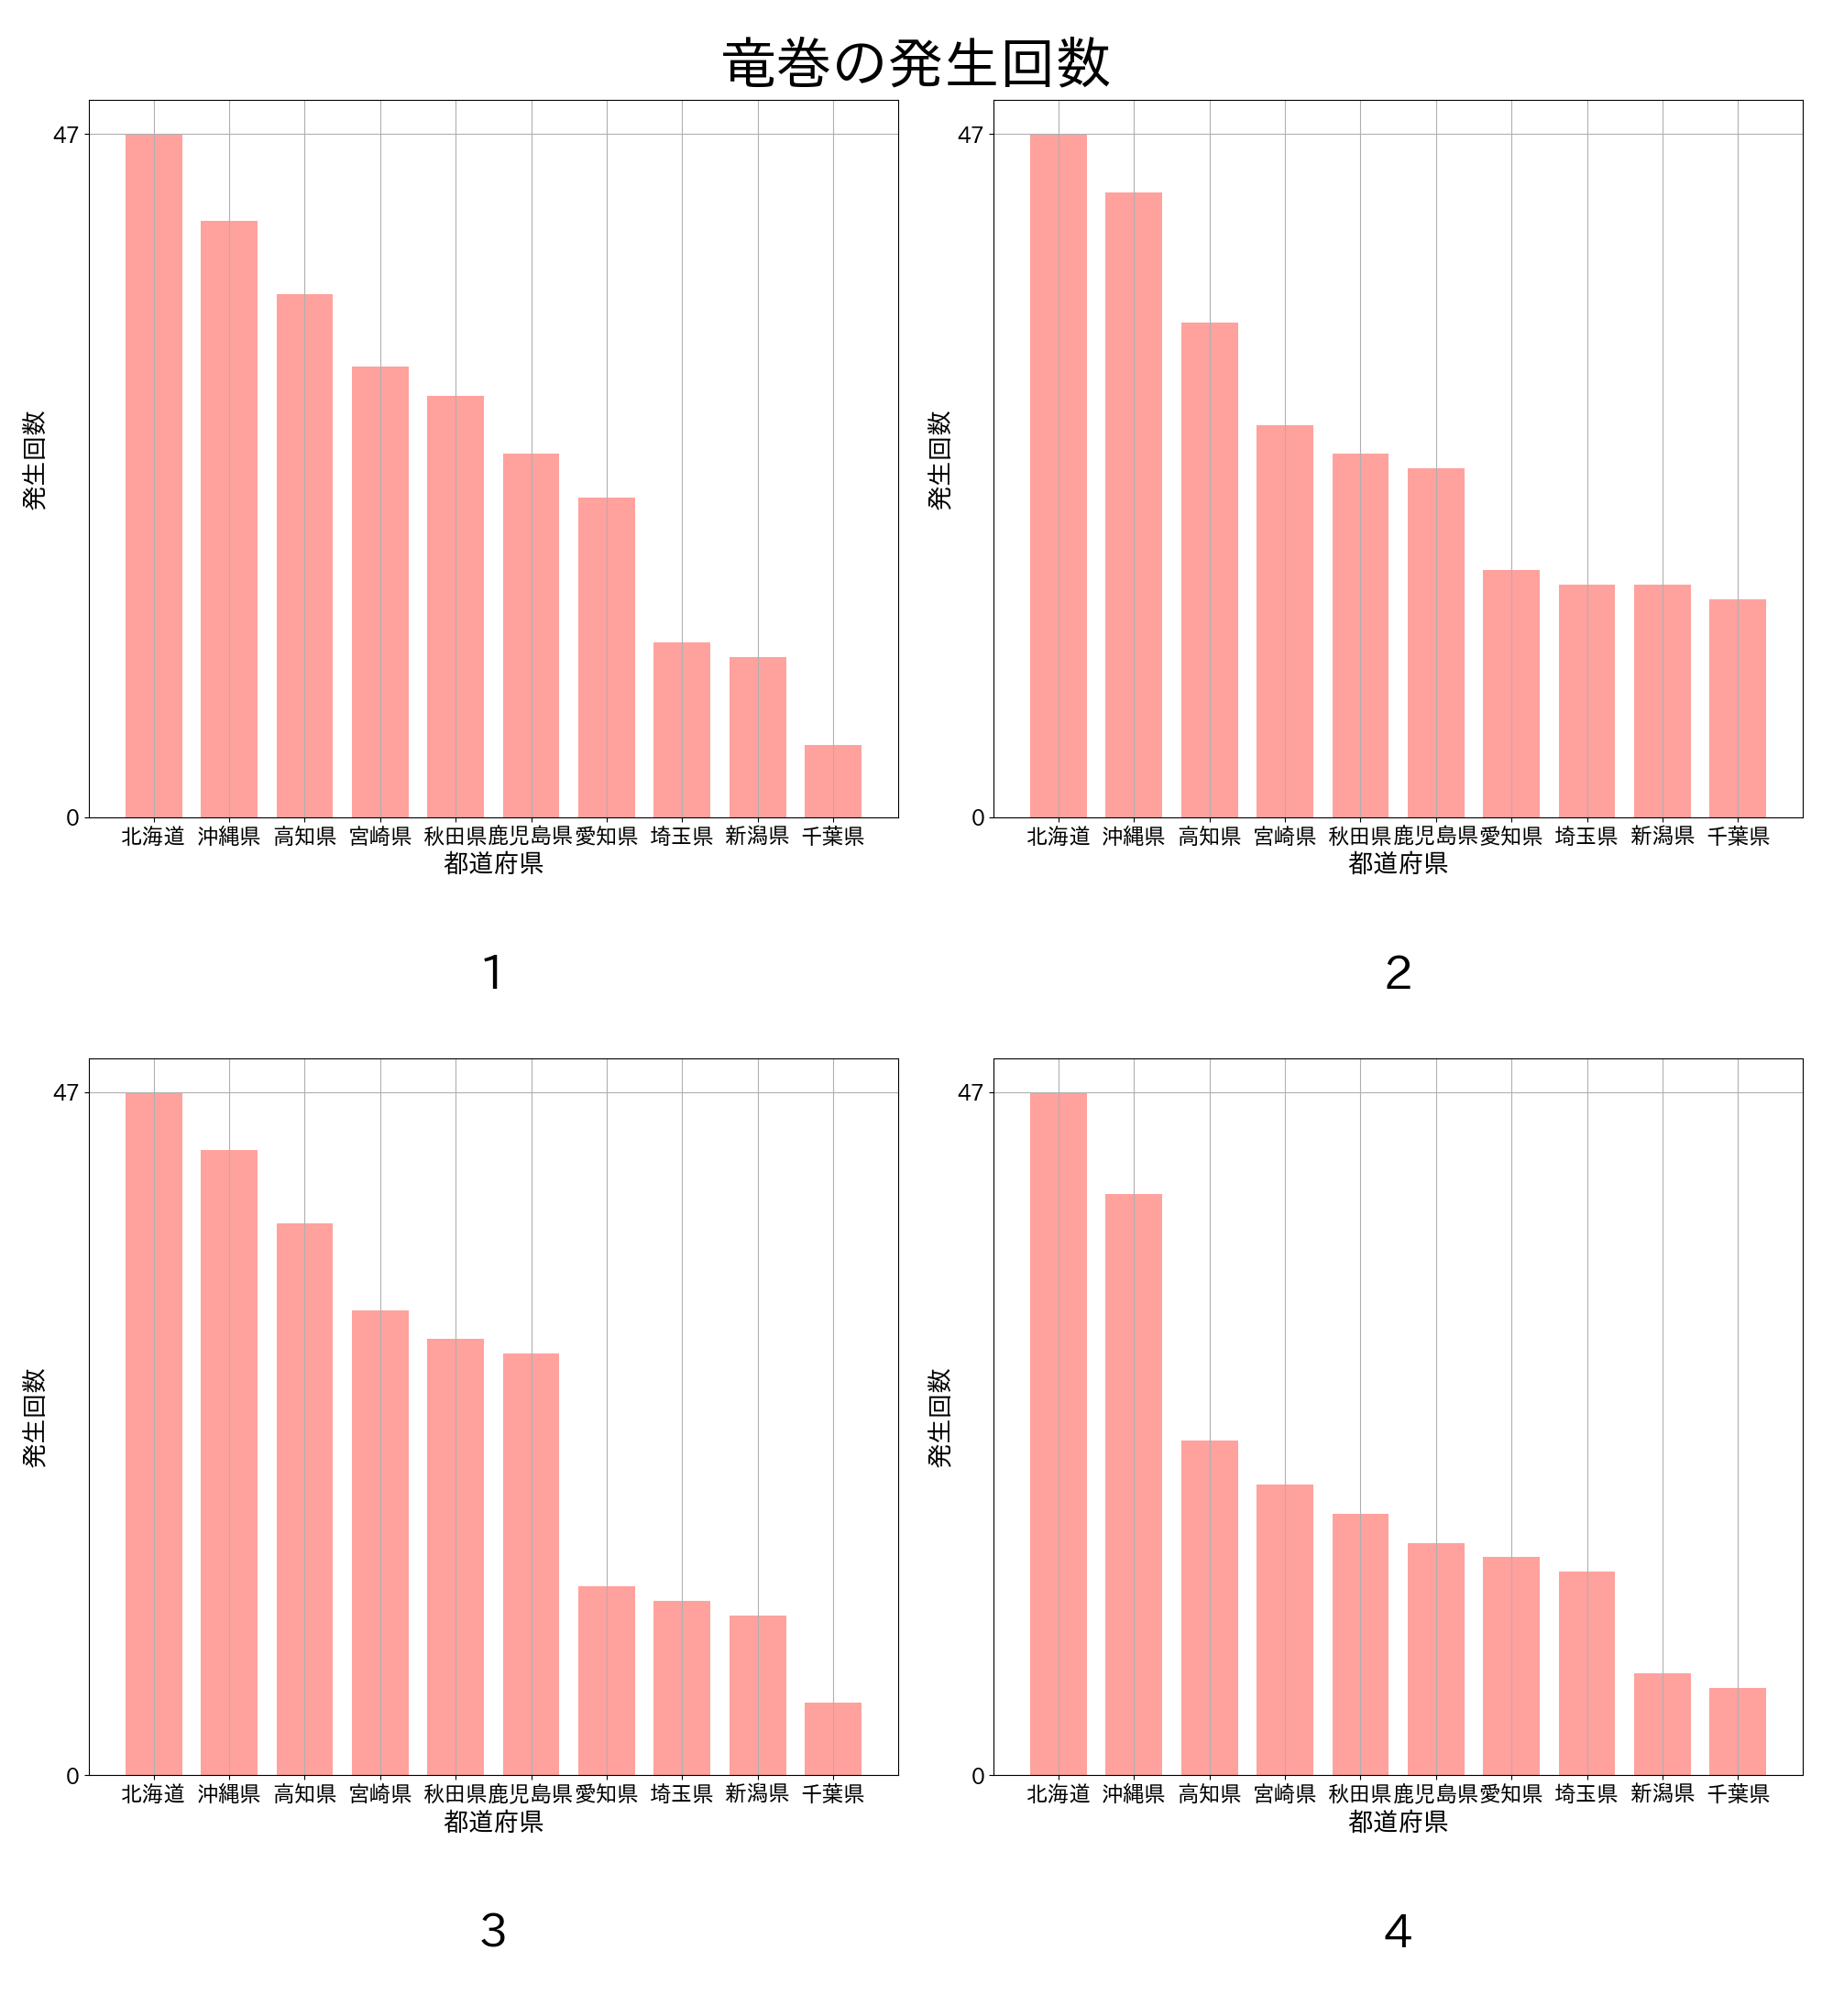 竜巻の発生回数
47
0
発生回数
北海道 沖縄県 高知県 宮崎県 秋田県 鹿児島県 愛知県 埼玉県 新潟県 千葉県
都道府県
1
47
0
発生回数
北海道 沖縄県 高知県 宮崎県 秋田県 鹿児島県 愛知県 埼玉県 新潟県 千葉県
都道府県
2
47
0
発生回数
北海道 沖縄県 高知県 宮崎県 秋田県 鹿児島県 愛知県 埼玉県 新潟県 千葉県
都道府県
3
47
0
発生回数
北海道 沖縄県 高知県 宮崎県 秋田県 鹿児島県 愛知県 埼玉県 新潟県 千葉県
都道府県
4